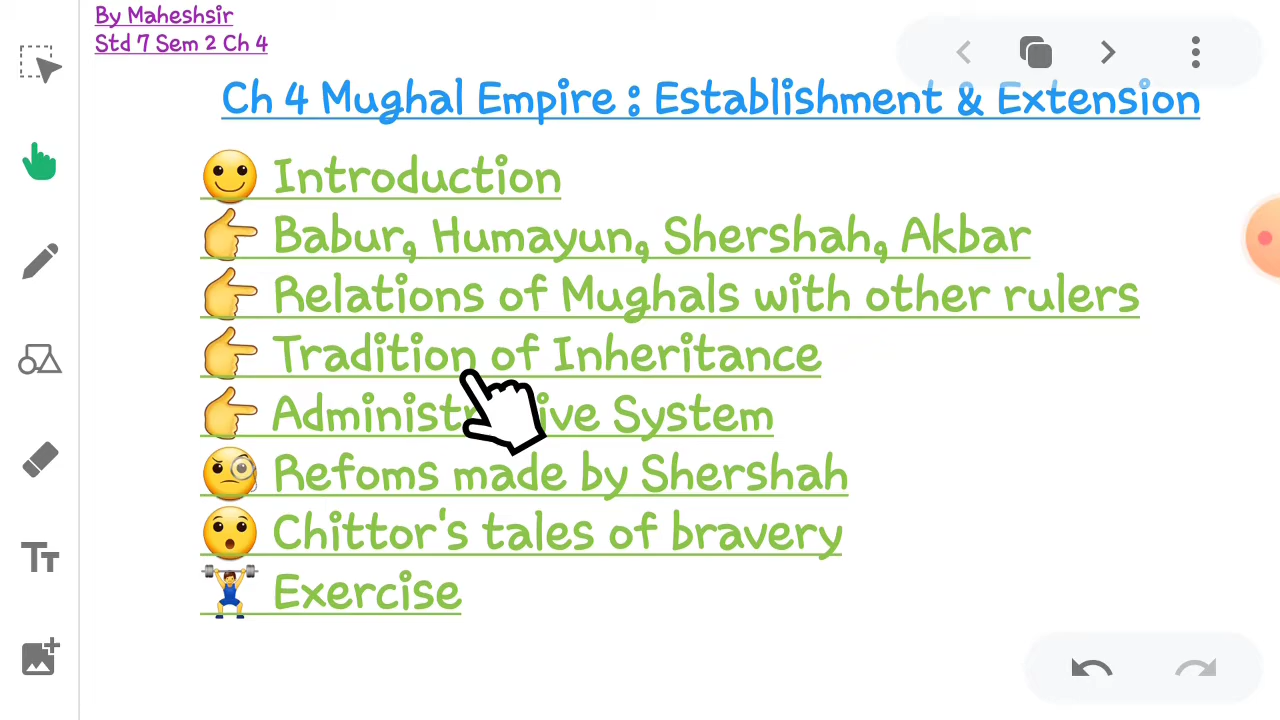 By Maheshsir
Std 7 Sem 2 Ch 4
Ch 4 Mughal Empire : Establishment & Extension
Introduction
Babur, Humayun, Shershah, Akbar
Relations of Mughals with other rulers
Tradition of Inheritance
Administrative System
Refoms made by Shershah
Chittor's tales of bravery
Exercise